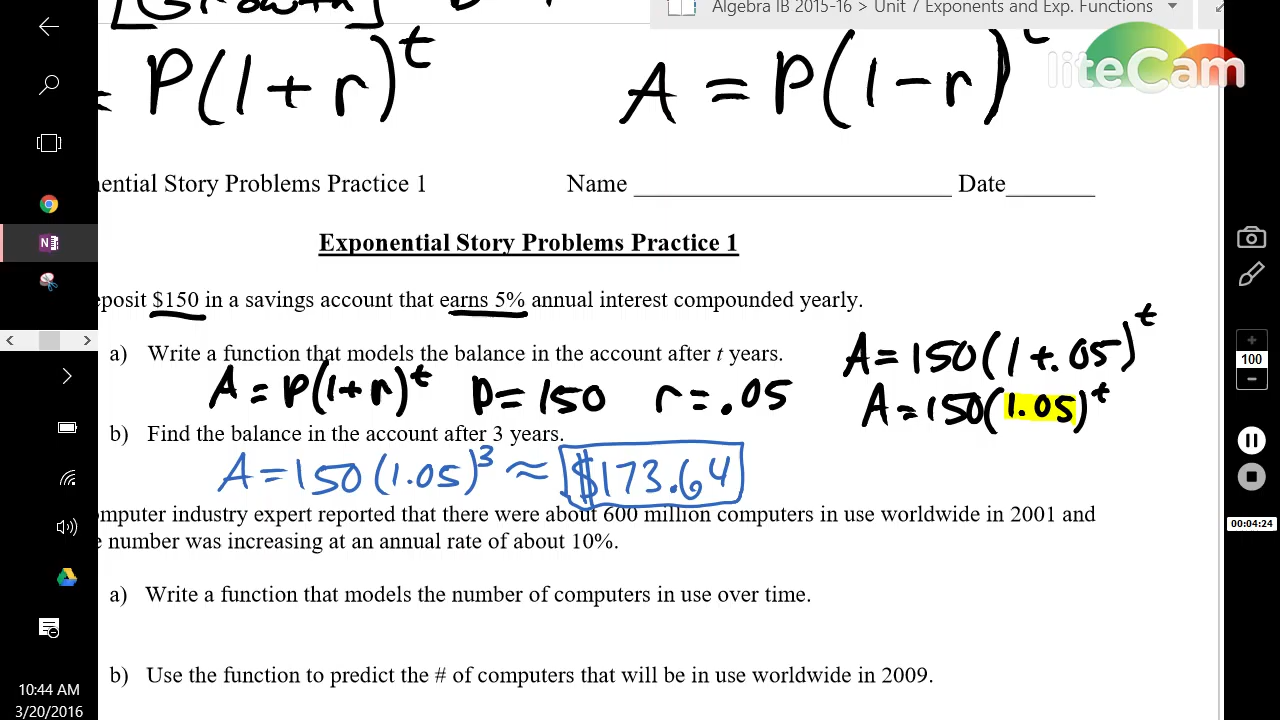 [Growth]
Algebra IB 2015-16 > Unit 7 Exponents and Exp. Functions
= P(1+r)^t
A = P(1-r)^t
liteCam
ential Story Problems Practice 1 Name ____________ Date_______
Exponential Story Problems Practice 1
eposit $150 in a savings account that earns 5% annual interest compounded yearly.
a) Write a function that models the balance in the account after t years.
A = 150(1+.05)^t
A = P(1+r)^t P = 150 r = .05
A = 150(1.05)^t
b) Find the balance in the account after 3 years.
A = 150(1.05)^3 ≈ $173.64
omputer industry expert reported that there were about 600 million computers in use worldwide in 2001 and
e number was increasing at an annual rate of about 10%.
a) Write a function that models the number of computers in use over time.
b) Use the function to predict the # of computers that will be in use worldwide in 2009.
100
00:04:24
10:44 AM
3/20/2016